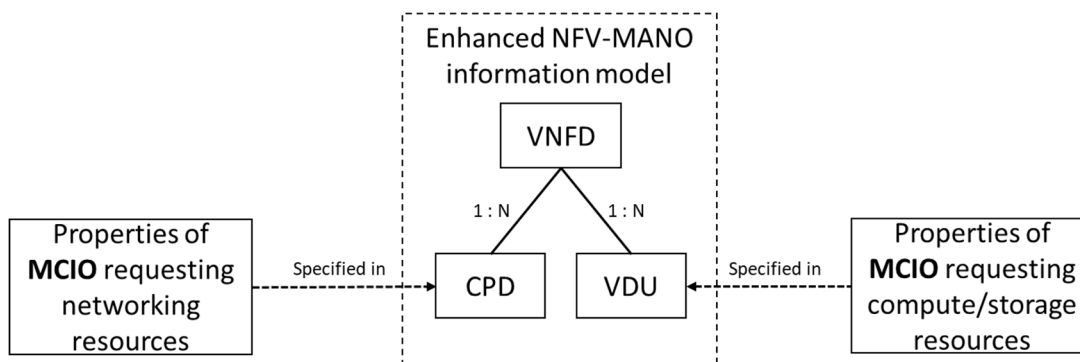 Enhanced NFV-MANO
information model
VNFD
1 : N
1 : N
Properties of
MCIO requesting
networking
resources
Specified in
CPD
VDU
Specified in
Properties of
MCIO requesting
compute/storage
resources